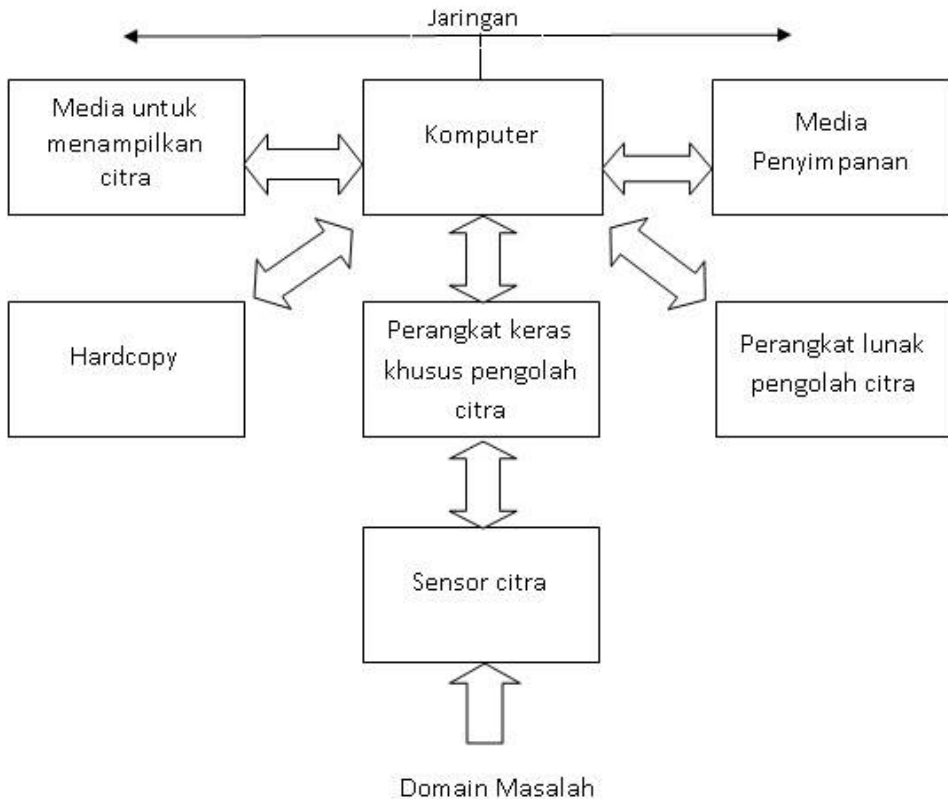 Jaringan
Media untuk
menampilkan
citra
Komputer
Media
Penyimpanan
Hardcopy
Perangkat keras
khusus pengolah
citra
Perangkat lunak
pengolah citra
Sensor citra
Domain Masalah